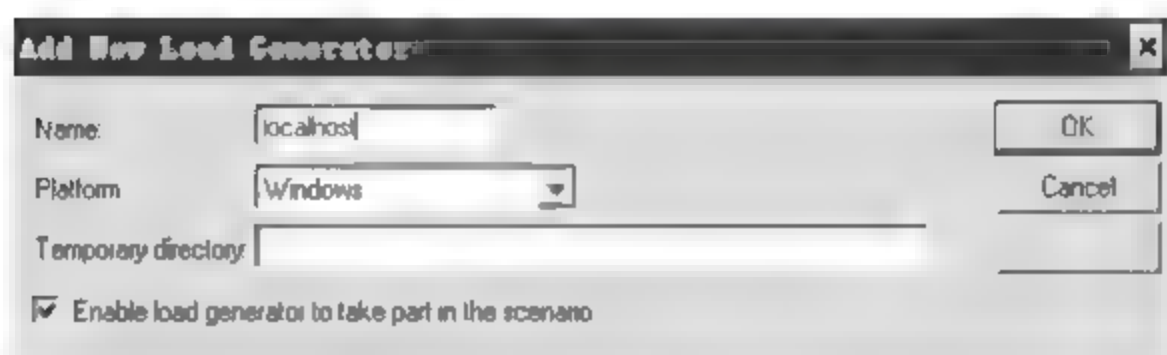 Add New Load Generator
Name: localhost OK
Platform Windows Cancel
Temporary directory:
Enable load generator to take part in the scenario